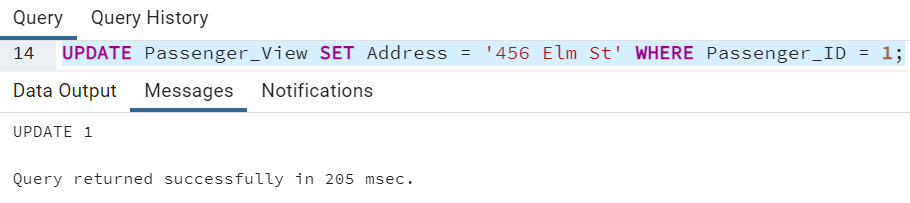 Query Query History
14 UPDATE Passenger_View SET Address = '456 Elm St' WHERE Passenger_ID = 1;
Data Output Messages Notifications
UPDATE 1
Query returned successfully in 205 msec.